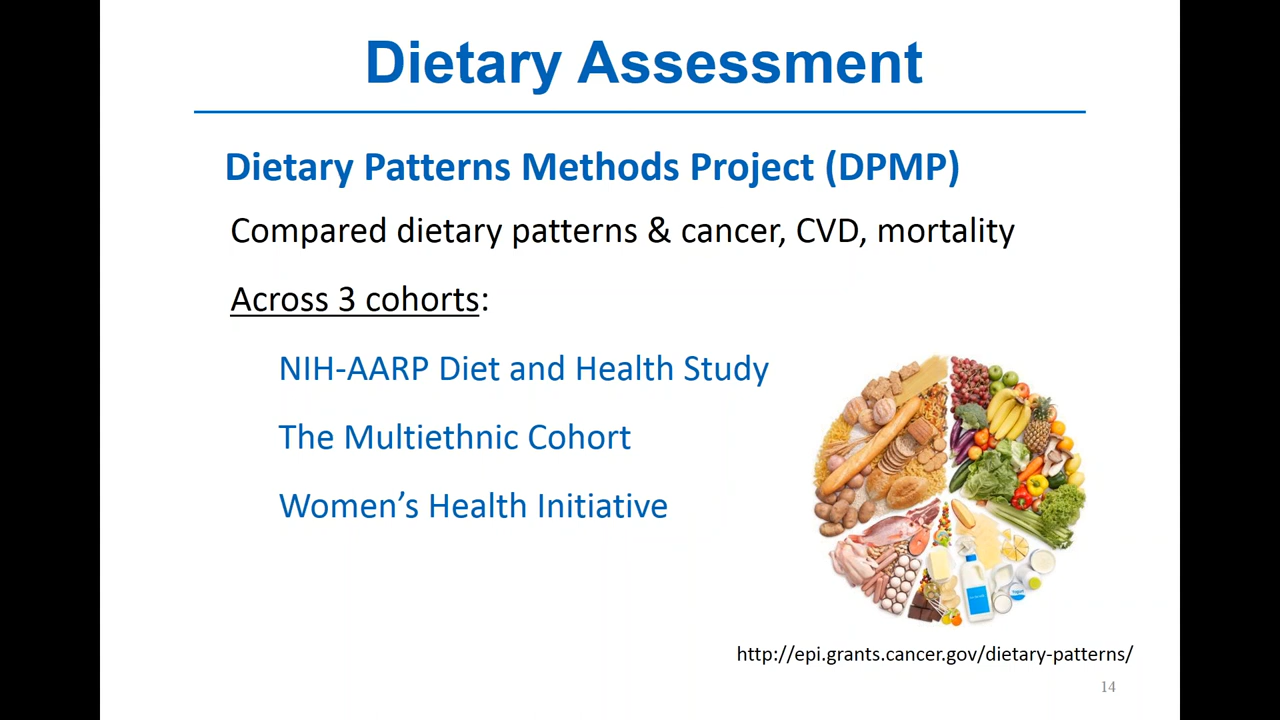 Dietary Assessment
Dietary Patterns Methods Project (DPMP)
Compared dietary patterns & cancer, CVD, mortality
Across 3 cohorts:
NIH-AARP Diet and Health Study
The Multiethnic Cohort
Women’s Health Initiative
http://epi.grants.cancer.gov/dietary-patterns/
14